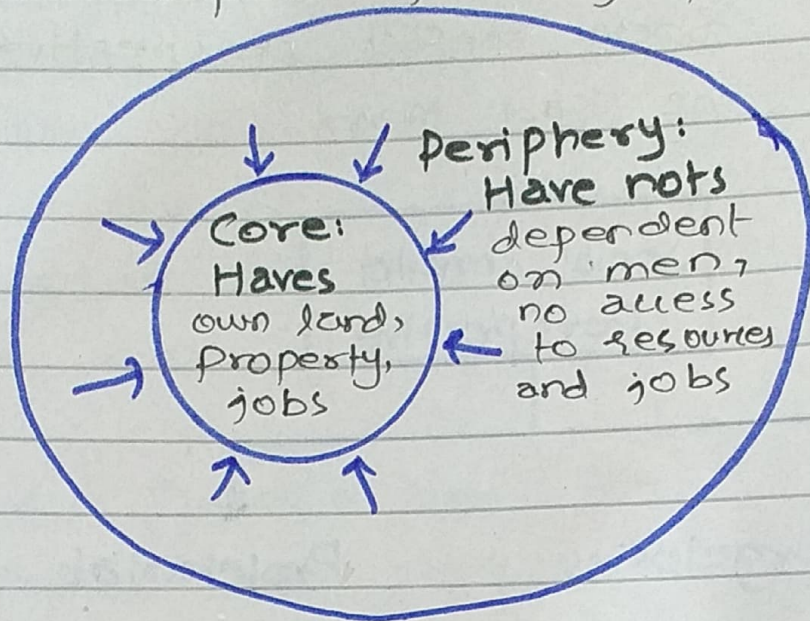 Core:
Haves
own land,
property,
jobs
Periphery:
Have nots
dependent
on men,
no access
to resources
and jobs